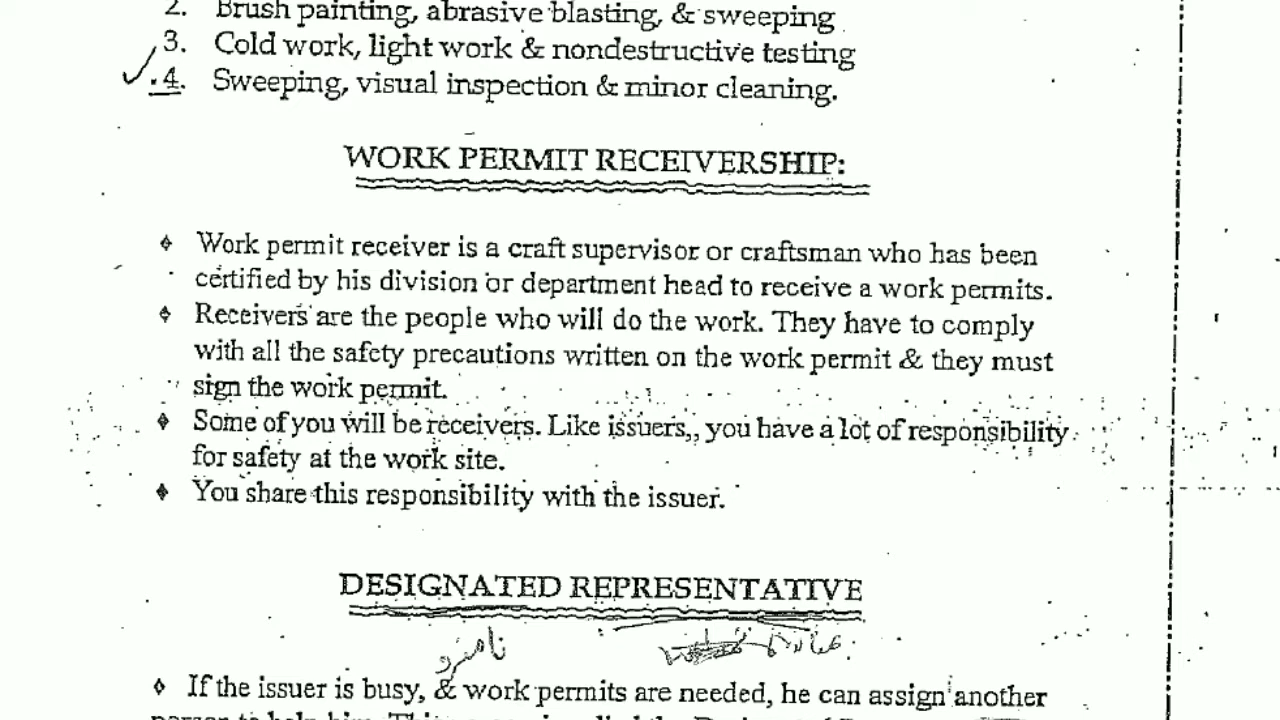 2. Brush painting, abrasive blasting, & sweeping
3. Cold work, light work & nondestructive testing
4. Sweeping, visual inspection & minor cleaning.
WORK PERMIT RECEIVERSHIP:
Work permit receiver is a craft supervisor or craftsman who has been
certified by his division or department head to receive a work permits.
Receivers are the people who will do the work. They have to comply
with all the safety precautions written on the work permit & they must
sign the work permit.
Some of you will be receivers. Like issuers,, you have a lot of responsibility
for safety at the work site.
You share this responsibility with the issuer.
DESIGNATED REPRESENTATIVE
نامزد
If the issuer is busy, & work permits are needed, he can assign another